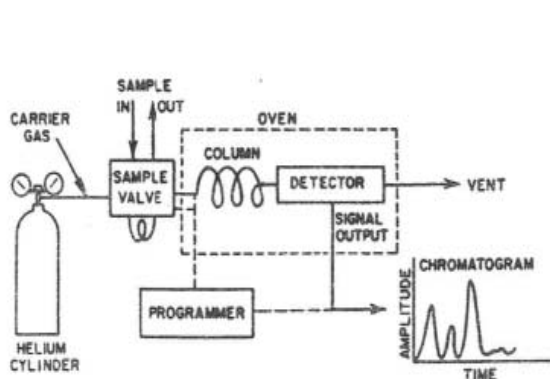 SAMPLE
IN OUT
CARRIER
GAS
OVEN
COLUMN
SAMPLE
VALVE
DETECTOR
VENT
SIGNAL
OUTPUT
PROGRAMMER
CHROMATOGRAM
AMPLITUDE
TIME
HELIUM
CYLINDER